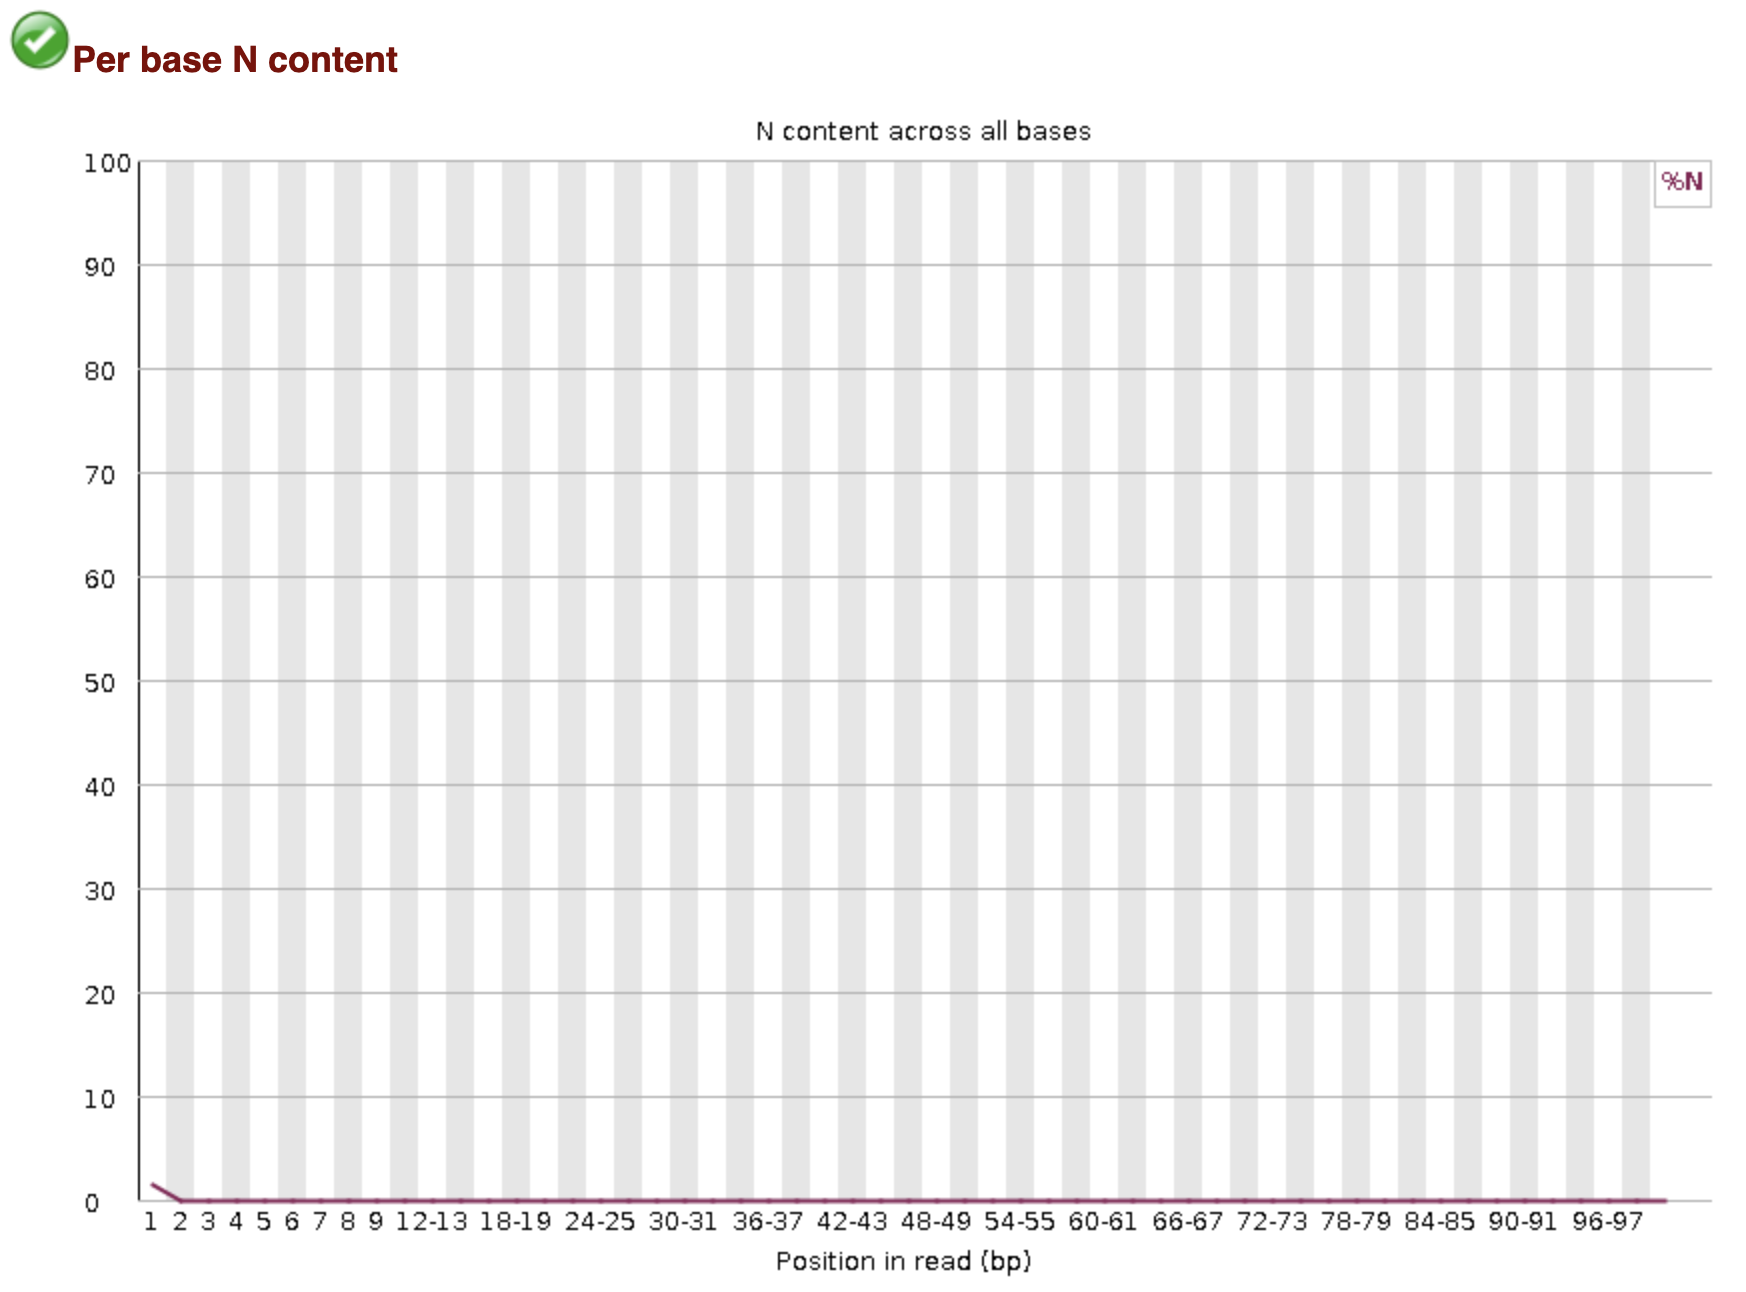 Per base N content
N content across all bases
%N
100
90
80
70
60
50
40
30
20
10
0
1 2 3 4 5 6 7 8 9 12-13 18-19 24-25 30-31 36-37 42-43 48-49 54-55 60-61 66-67 72-73 78-79 84-85 90-91 96-97
Position in read (bp)